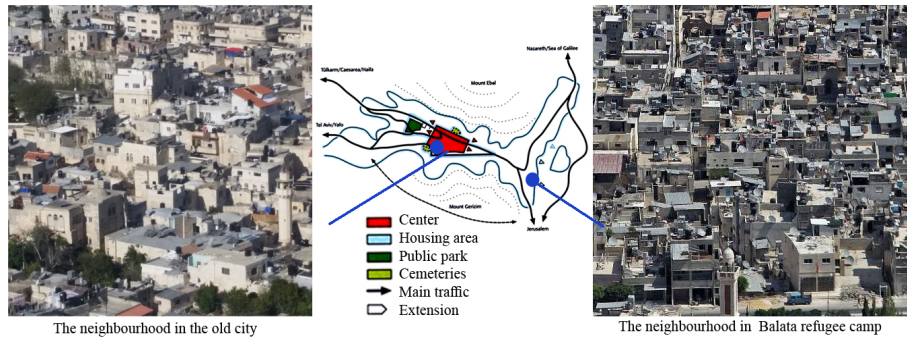 Nazareth/Sea of Galilee
Tülkarm/Caesarea/Haifa
Mount Ebal
Tel Aviv/Yafo
Mount Gerizim
Jerusalem
Center
Housing area
Public park
Cemeteries
Main traffic
Extension
The neighbourhood in the old city
The neighbourhood in Balata refugee camp